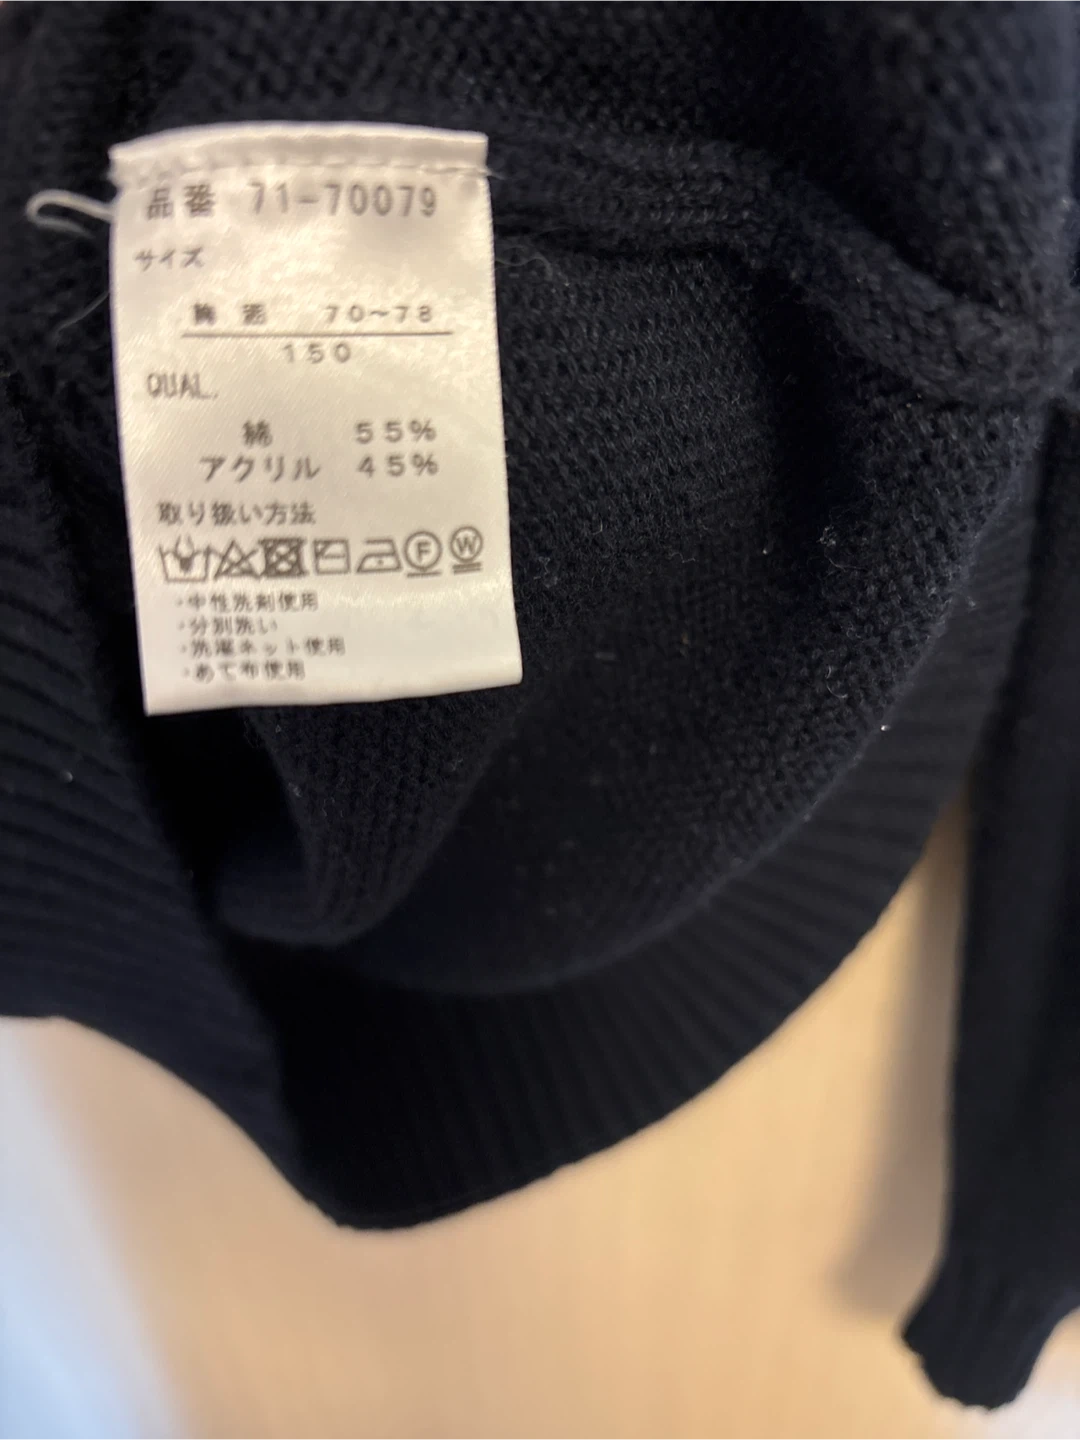 品番 71-70079
サイズ
胸囲 70~78
150
QUAL.
綿 55%
アクリル 45%
取り扱い方法
F W
・中性洗剤使用
・分別洗い
・洗濯ネット使用
・あて布使用